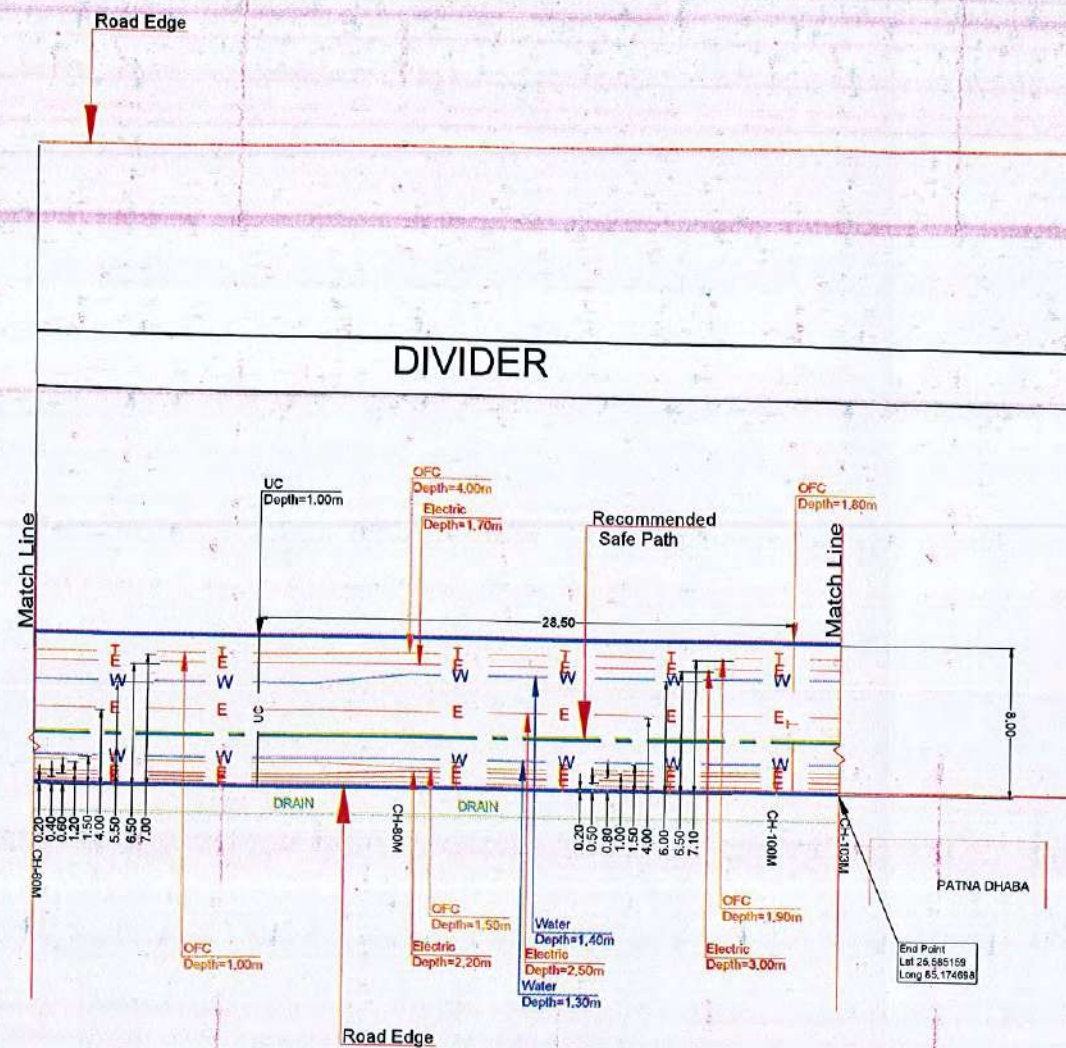 Road Edge
DIVIDER
UC
Depth=1.00m
OFC
Depth=4.00m
Electric
Depth=1.70m
Recommended
Safe Path
OFC
Depth=1.80m
Match Line
Match Line
28.50
8.00
T E W E W E
T E W E W E
T E W E W E
T E W E W E
T E W E W E
T E W E W E
UC
DRAIN
DRAIN
CH-60M
0.20
0.40
0.60
1.20
1.50
4.00
5.50
6.50
7.00
CH-80M
0.20
0.50
0.80
1.00
1.50
4.00
6.00
6.50
7.10
CH-100M
CH-103M
PATNA DHABA
OFC
Depth=1.00m
OFC
Depth=1.50m
Electric
Depth=2.20m
Water
Depth=1.40m
Electric
Depth=2.50m
Water
Depth=1.30m
OFC
Depth=1.90m
Electric
Depth=3.00m
End Point
Lat 25.585159
Long 85.174698
Road Edge